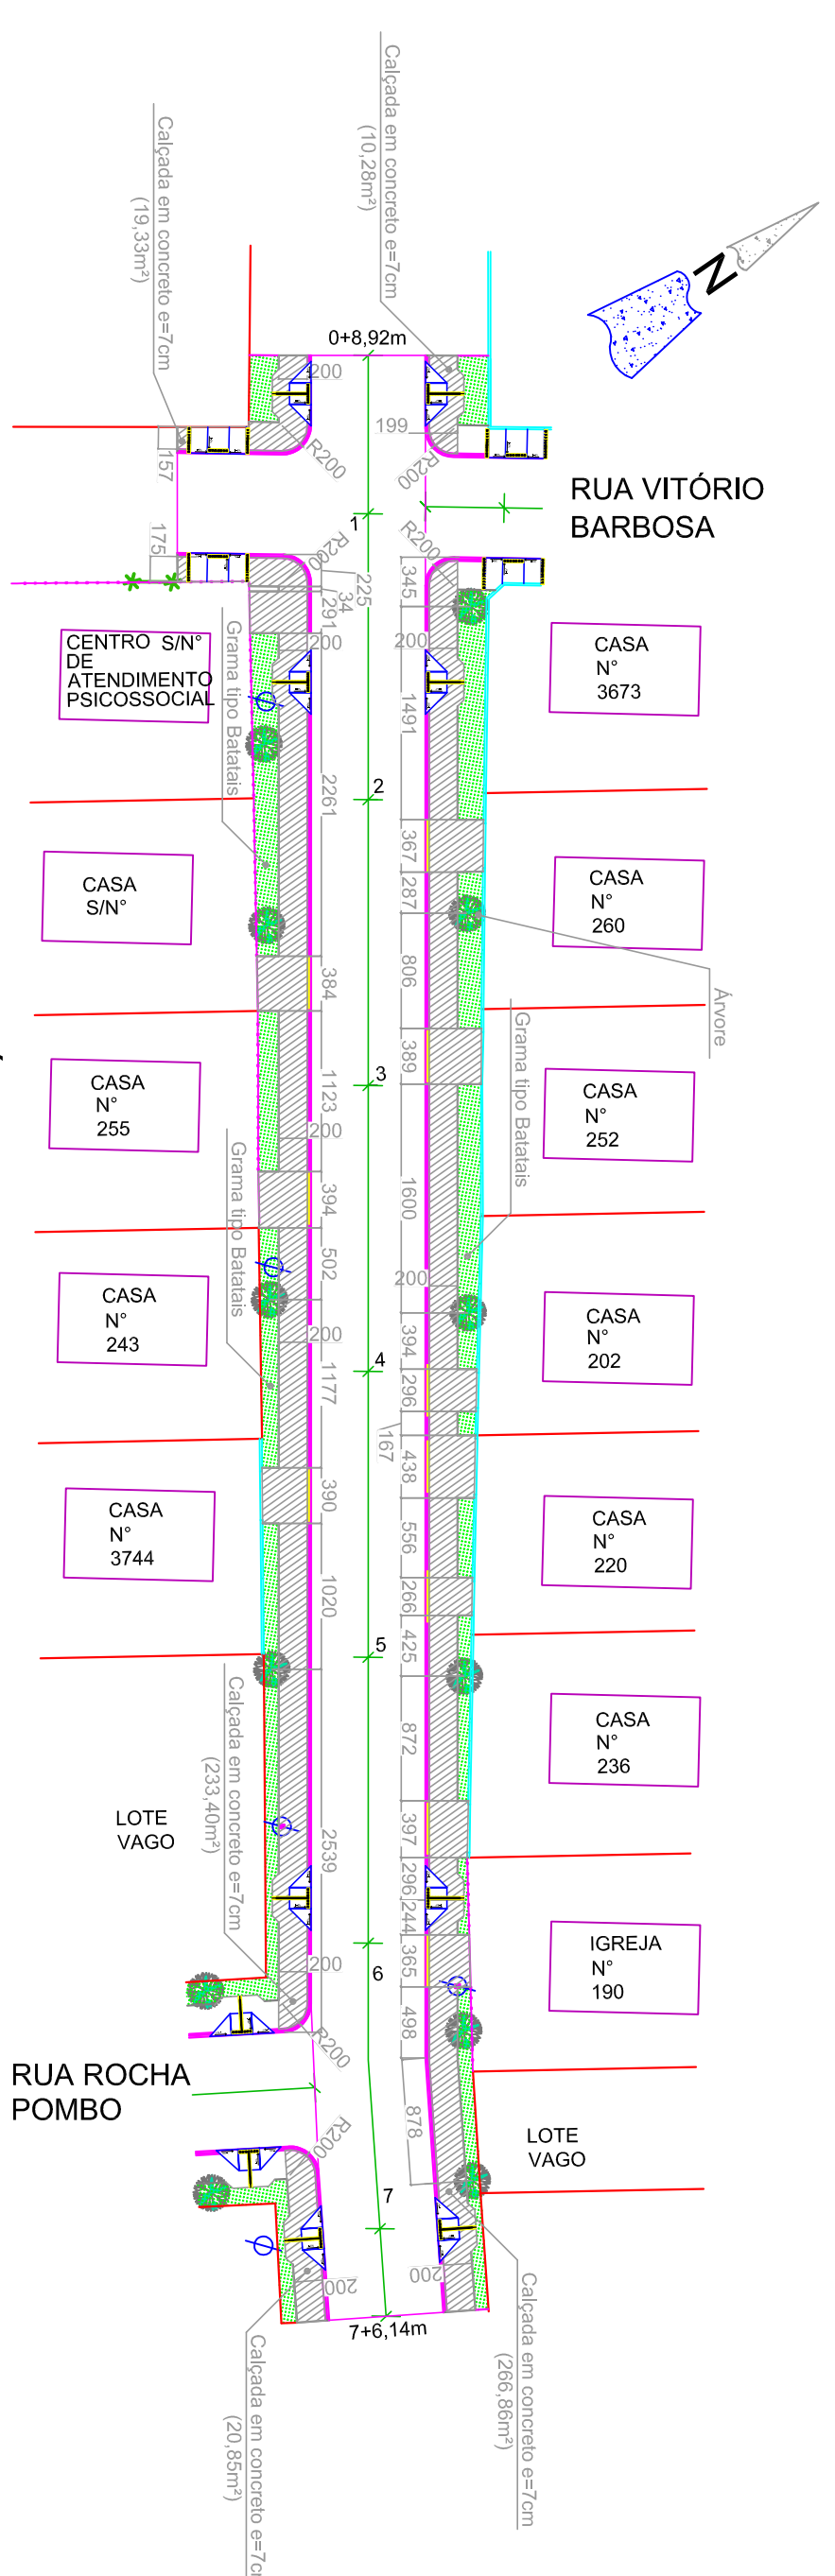 Calçada em concreto e=7cm
(10,28m²)
Calçada em concreto e=7cm
(19,33m²)
N
0+8,92m
200
199
R200
R200
157
RUA VITÓRIO
BARBOSA
1
175
R200
R200
225
34
291
345
200
200
CENTRO S/N°
DE
ATENDIMENTO
PSICOSSOCIAL
Grama tipo Batatais
CASA
N°
3673
1491
2
2261
367
287
CASA
S/N°
CASA
N°
260
806
384
Árvore
Grama tipo Batatais
389
3
1123
CASA
N°
255
CASA
N°
252
200
Grama tipo Batatais
394
1600
502
200
CASA
N°
243
CASA
N°
202
200
394
4
1177
296
167
438
390
CASA
N°
3744
556
CASA
N°
220
1020
266
425
5
Calçada em concreto e=7cm
(233,40m²)
872
CASA
N°
236
LOTE
VAGO
2539
397
296
244
IGREJA
N°
190
6
200
365
498
R200
RUA ROCHA
POMBO
R200
878
LOTE
VAGO
7
200
200
7+6,14m
Calçada em concreto e=7cm
(266,86m²)
Calçada em concreto e=7cm
(20,85m²)